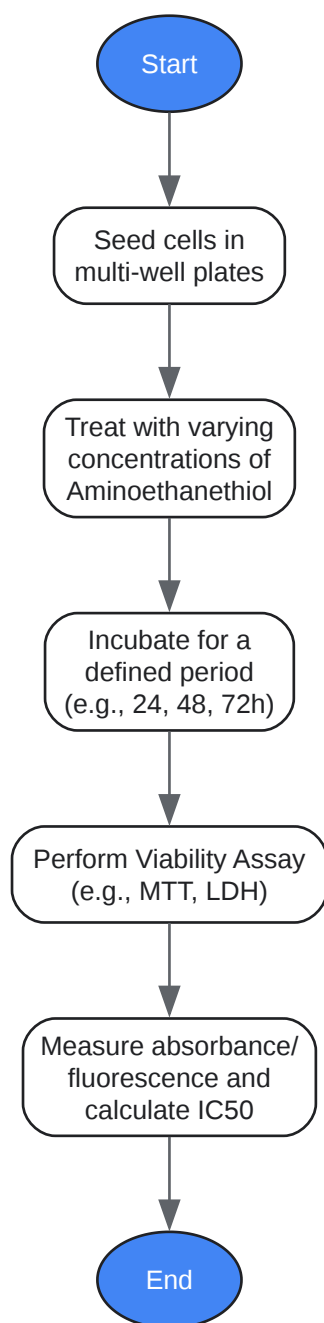 Start
Seed cells in
multi-well plates
Treat with varying
concentrations of
Aminoethanethiol
Incubate for a
defined period
(e.g., 24, 48, 72h)
Perform Viability Assay
(e.g., MTT, LDH)
Measure absorbance/
fluorescence and
calculate IC50
End